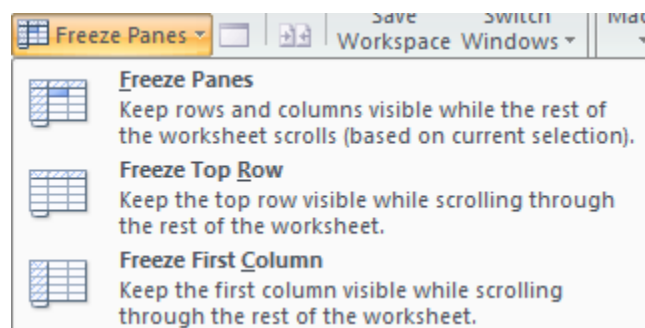 Save Switch
Freeze Panes Workspace Windows
Freeze Panes
Keep rows and columns visible while the rest of
the worksheet scrolls (based on current selection).
Freeze Top Row
Keep the top row visible while scrolling through
the rest of the worksheet.
Freeze First Column
Keep the first column visible while scrolling
through the rest of the worksheet.